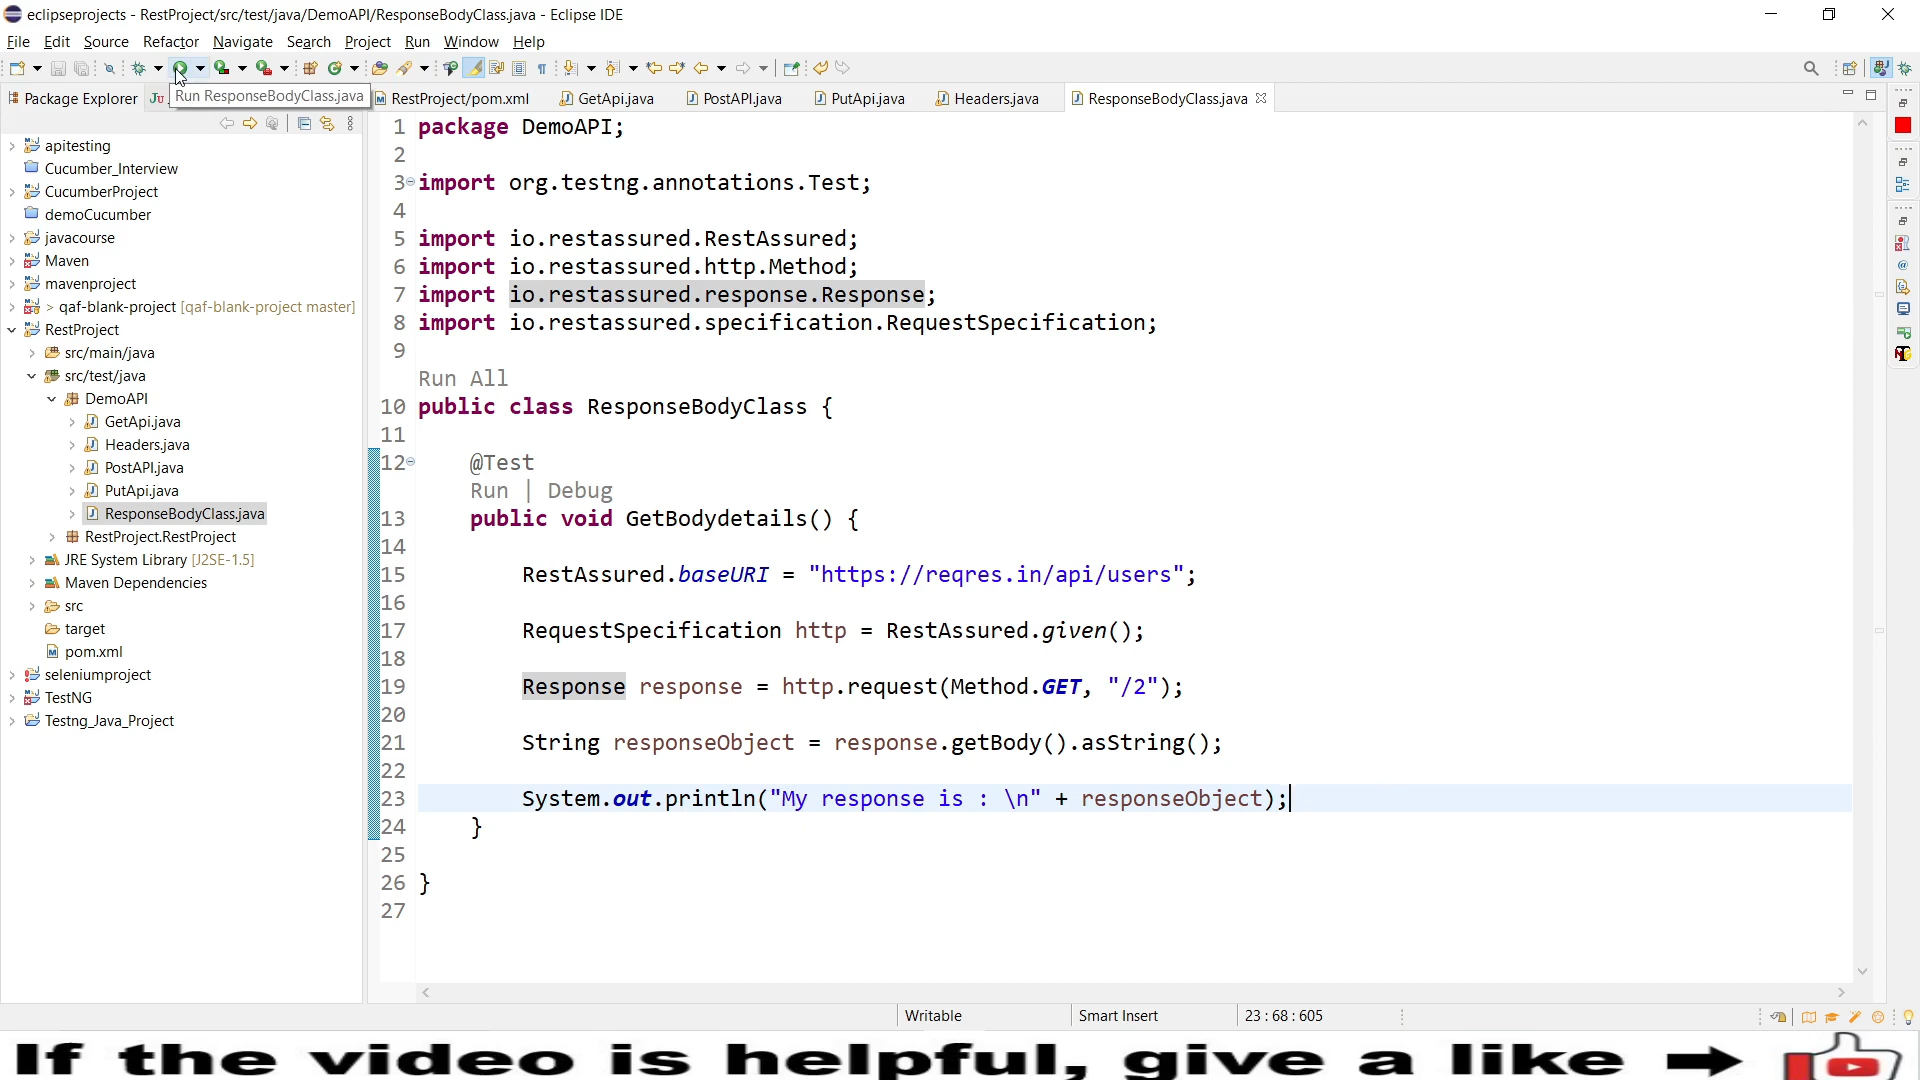 eclipseprojects - RestProject/src/test/java/DemoAPI/ResponseBodyClass.java - Eclipse IDE
File Edit Source Refactor Navigate Search Project Run Window Help
Run ResponseBodyClass.java
Package Explorer
Ju
RestProject/pom.xml GetApi.java PostAPI.java PutApi.java Headers.java ResponseBodyClass.java
apitesting
Cucumber_Interview
CucumberProject
demoCucumber
javacourse
Maven
mavenproject
> qaf-blank-project [qaf-blank-project master]
RestProject
src/main/java
src/test/java
DemoAPI
GetApi.java
Headers.java
PostAPI.java
PutApi.java
ResponseBodyClass.java
RestProject.RestProject
JRE System Library [J2SE-1.5]
Maven Dependencies
src
target
pom.xml
seleniumproject
TestNG
Testng_Java_Project
1 package DemoAPI;
2
3 import org.testng.annotations.Test;
4
5 import io.restassured.RestAssured;
6 import io.restassured.http.Method;
7 import io.restassured.response.Response;
8 import io.restassured.specification.RequestSpecification;
9
Run All
10 public class ResponseBodyClass {
11
12 @Test
Run | Debug
13 public void GetBodydetails() {
14
15 RestAssured.baseURI = "https://reqres.in/api/users";
16
17 RequestSpecification http = RestAssured.given();
18
19 Response response = http.request(Method.GET, "/2");
20
21 String responseObject = response.getBody().asString();
22
23 System.out.println("My response is : \n" + responseObject);
24 }
25
26 }
27
Writable Smart Insert 23 : 68 : 605
If the video is helpful, give a like